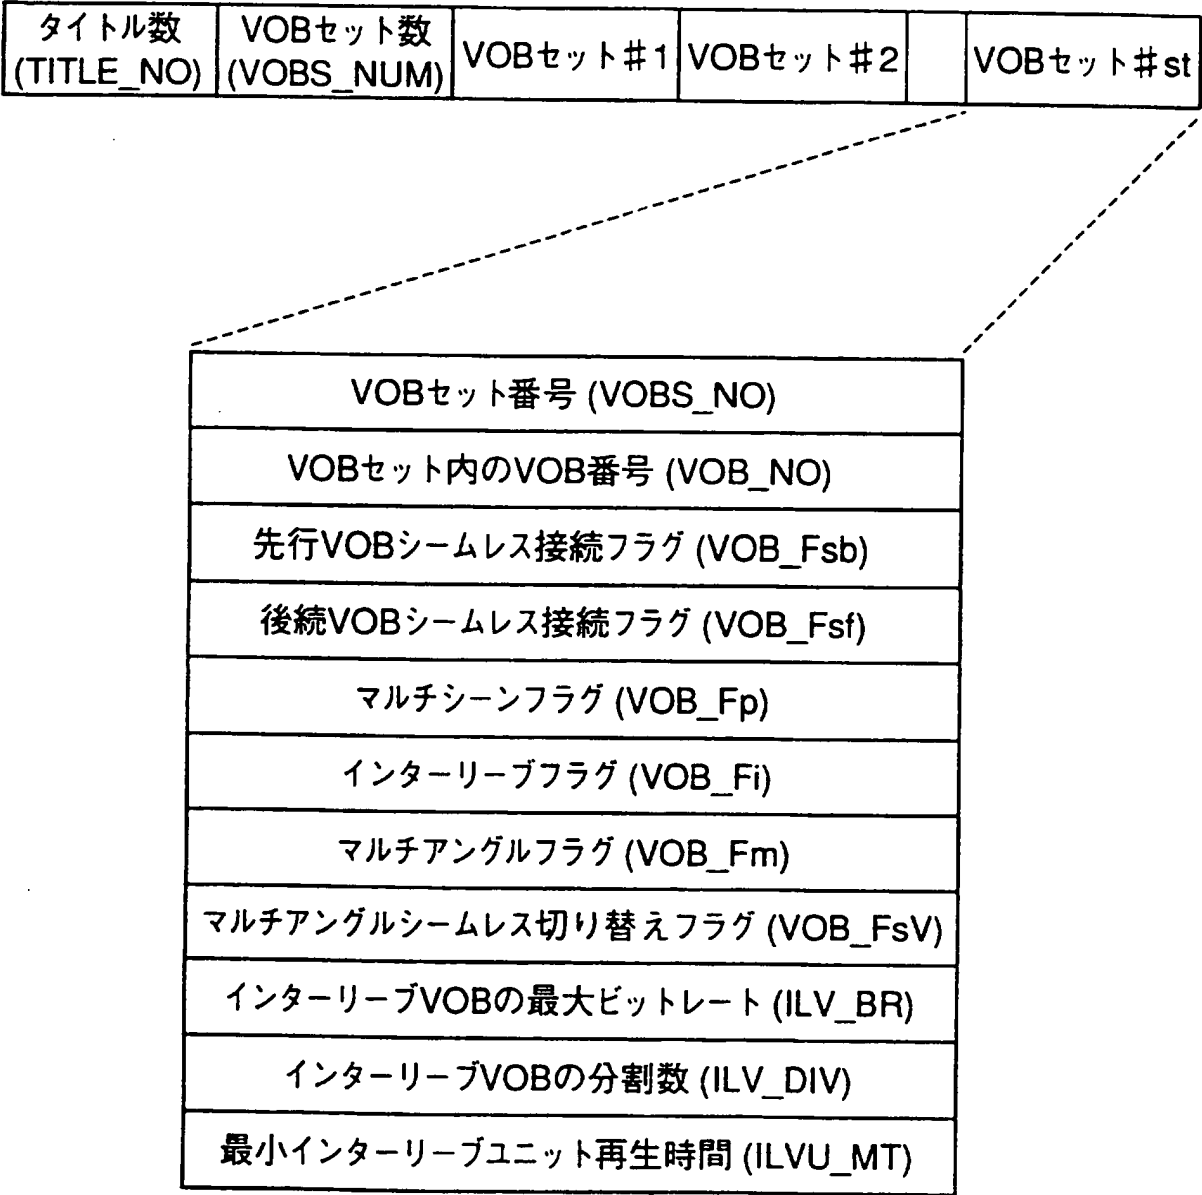 タイトル数
(TITLE_NO)
VOBセット数
(VOBS_NUM)
VOBセット#1
VOBセット#2
VOBセット#st
VOBセット番号 (VOBS_NO)
VOBセット内のVOB番号 (VOB_NO)
先行VOBシームレス接続フラグ (VOB_Fsb)
後続VOBシームレス接続フラグ (VOB_Fsf)
マルチシーンフラグ (VOB_Fp)
インターリーブフラグ (VOB_Fi)
マルチアングルフラグ (VOB_Fm)
マルチアングルシームレス切り替えフラグ (VOB_FsV)
インターリーブVOBの最大ビットレート (ILV_BR)
インターリーブVOBの分割数 (ILV_DIV)
最小インターリーブユニット再生時間 (ILVU_MT)